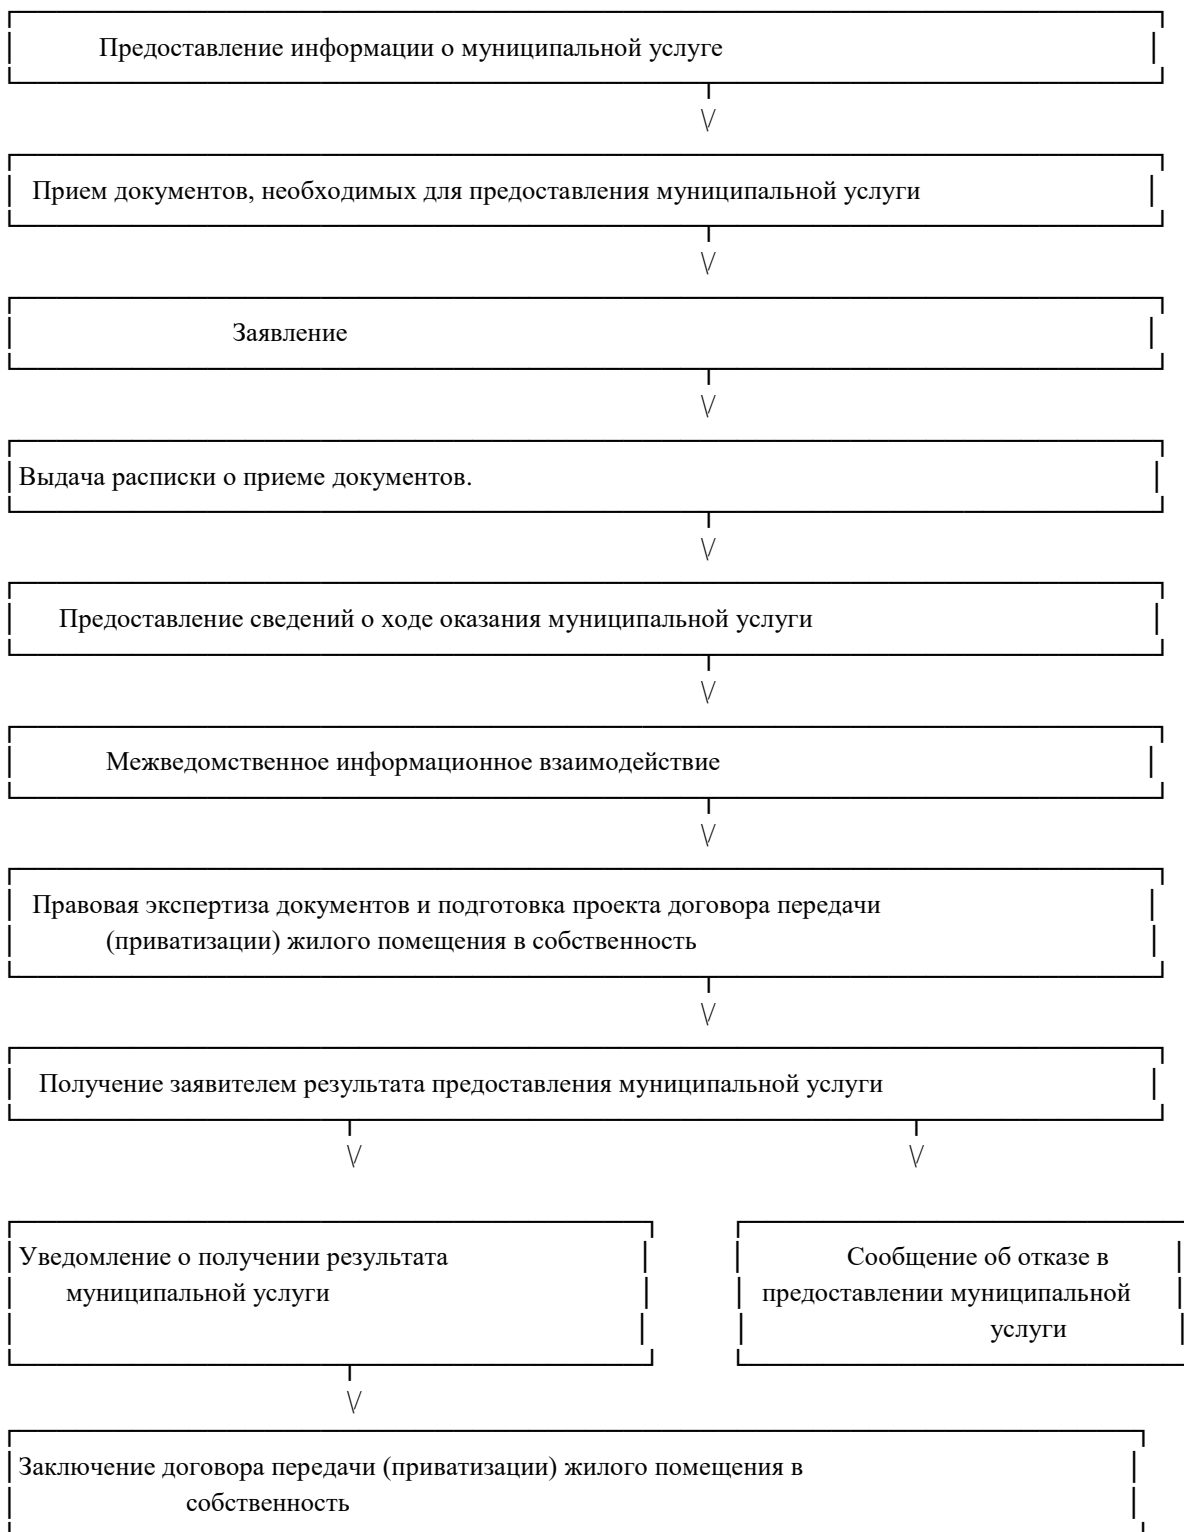 Предоставление информации о муниципальной услуге
Прием документов, необходимых для предоставления муниципальной услуги
Заявление
Выдача расписки о приеме документов.
Предоставление сведений о ходе оказания муниципальной услуги
Межведомственное информационное взаимодействие
Правовая экспертиза документов и подготовка проекта договора передачи
(приватизации) жилого помещения в собственность
Получение заявителем результата предоставления муниципальной услуги
Уведомление о получении результата
муниципальной услуги
Сообщение об отказе в
предоставлении муниципальной
услуги
Заключение договора передачи (приватизации) жилого помещения в
собственность